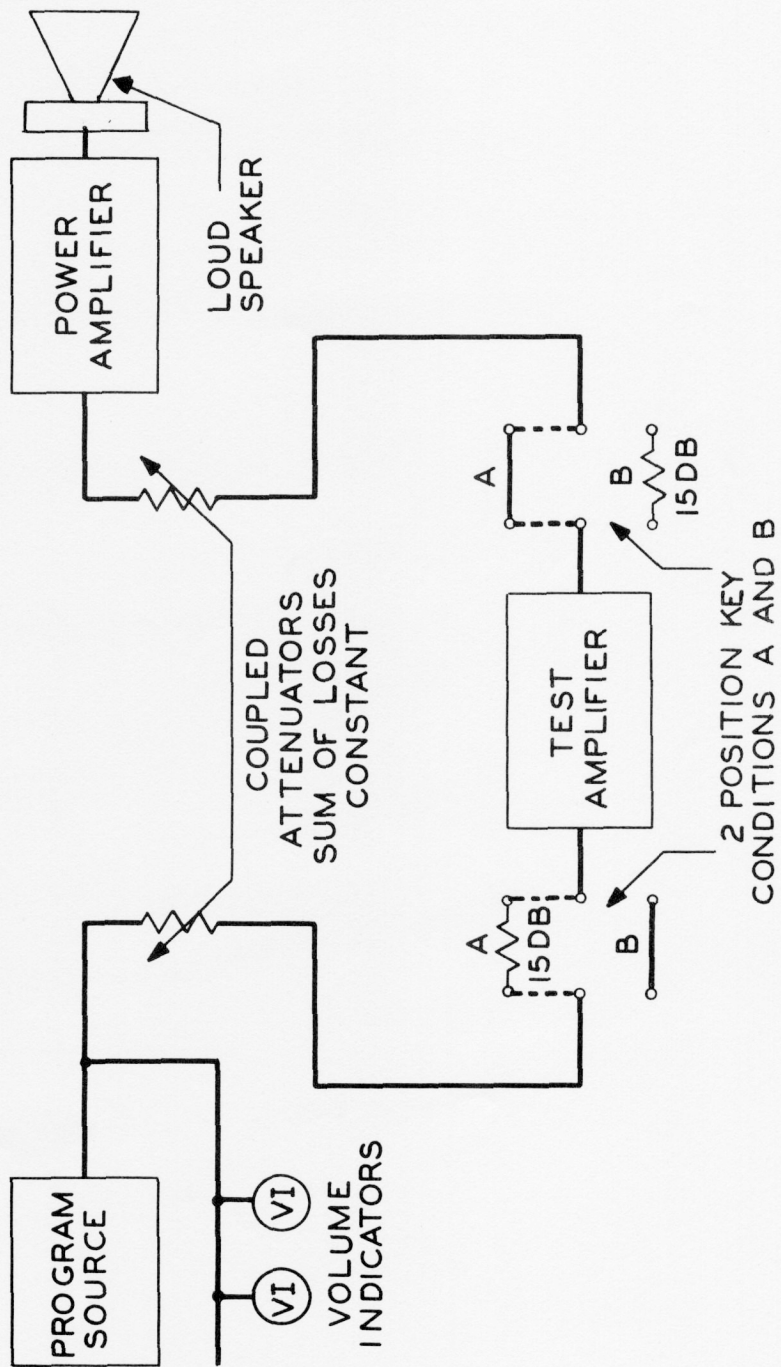 PROGRAM
SOURCE
VI
VI
VOLUME
INDICATORS
COUPLED
ATTENUATORS
SUM OF LOSSES
CONSTANT
POWER
AMPLIFIER
LOUD
SPEAKER
A
15DB
B
TEST
AMPLIFIER
A
B
15DB
2 POSITION KEY
CONDITIONS A AND B